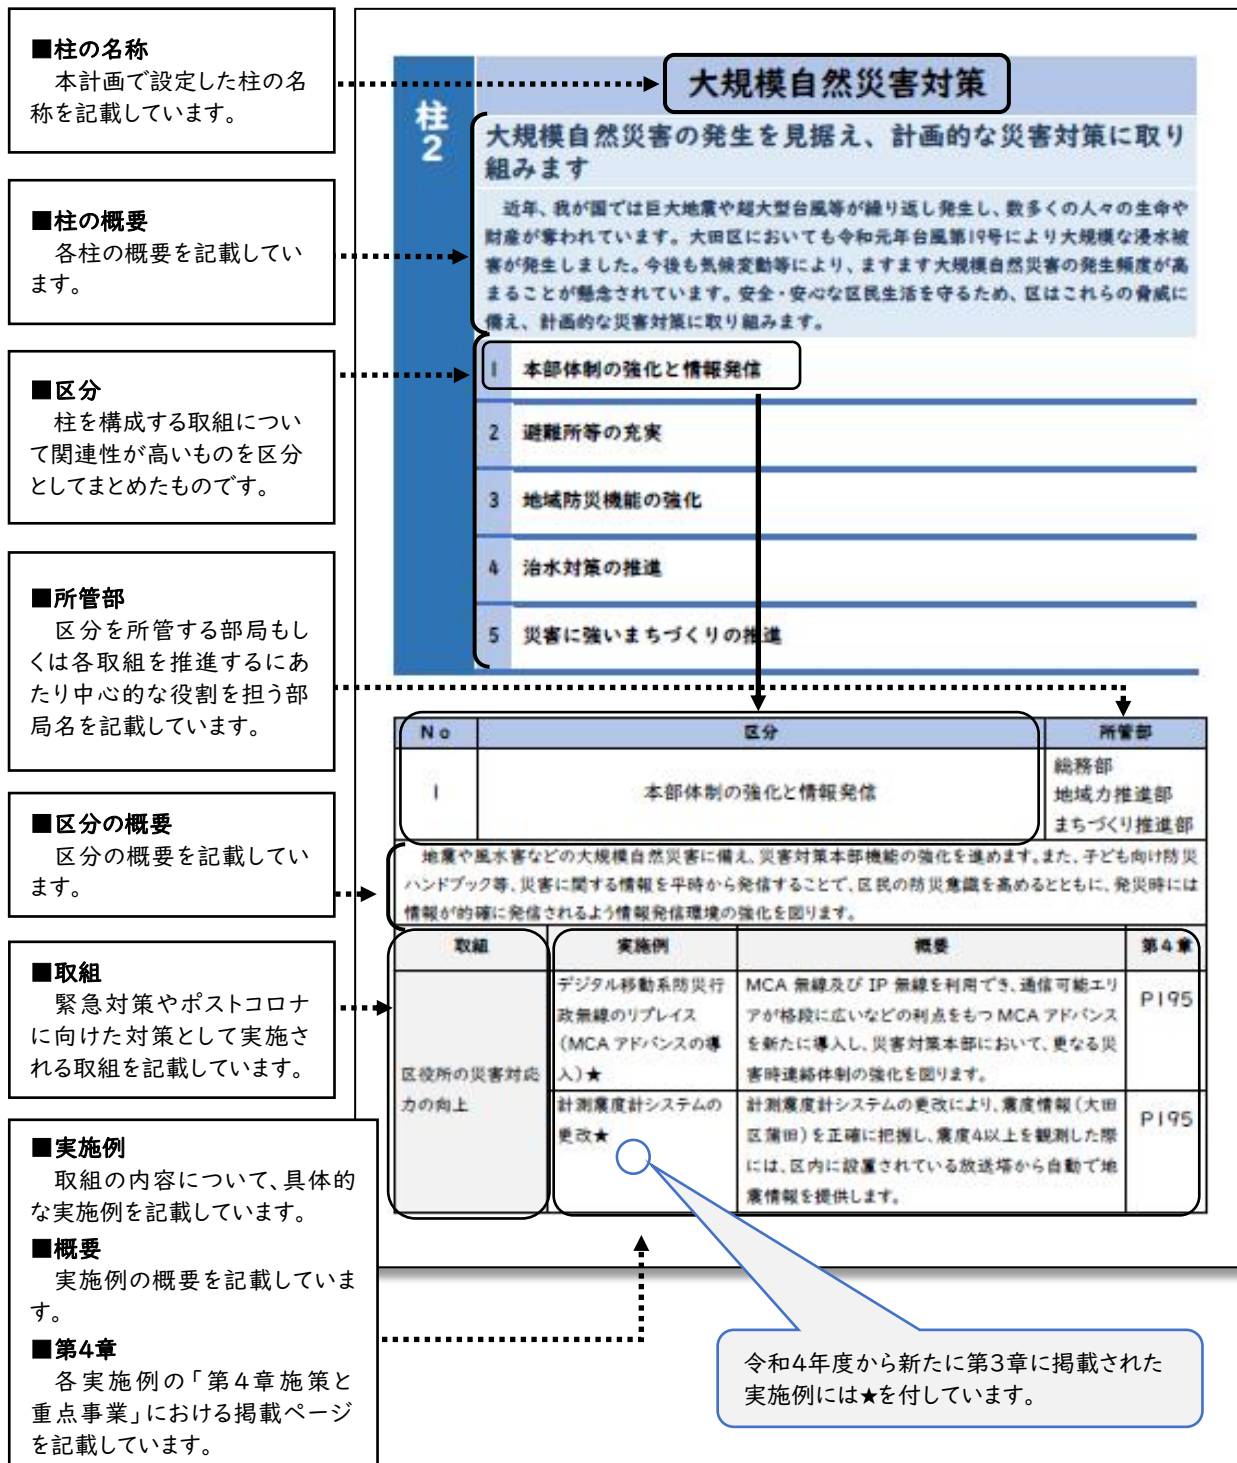 ■柱の名称
本計画で設定した柱の名
称を記載しています。
■柱の概要
各柱の概要を記載してい
ます。
■区分
柱を構成する取組につい
て関連性が高いものを区分
としてまとめたものです。
■所管部
区分を所管する部局もし
くは各取組を推進するにあ
たり中心的な役割を担う部
局名を記載しています。
■区分の概要
区分の概要を記載してい
ます。
■取組
緊急対策やポストコロナ
に向けた対策として実施さ
れる取組を記載しています。
■実施例
取組の内容について、具体的
な実施例を記載しています。
■概要
実施例の概要を記載していま
す。
■第4章
各実施例の「第4章施策と
重点事業」における掲載ページ
を記載しています。
柱2
大規模自然災害対策
大規模自然災害の発生を見据え、計画的な災害対策に取り
組みます
近年、我が国では巨大地震や超大型台風等が繰り返し発生し、数多くの人々の生命や
財産が奪われています。大田区においても令和元年台風第19号により大規模な浸水被
害が発生しました。今後も気候変動等により、ますます大規模自然災害の発生頻度が高
まることが懸念されています。安全・安心な区民生活を守るため、区はこれらの脅威に
備え、計画的な災害対策に取り組みます。
1 本部体制の強化と情報発信
2 避難所等の充実
3 地域防災機能の強化
4 治水対策の推進
5 災害に強いまちづくりの推進
No 区分 所管部
1 本部体制の強化と情報発信
総務部
地域力推進部
まちづくり推進部
地震や風水害などの大規模自然災害に備え、災害対策本部機能の強化を進めます。また、子ども向け防災
ハンドブック等、災害に関する情報を平時から発信することで、区民の防災意識を高めるとともに、発災時には
情報が的確に発信されるよう情報発信環境の強化を図ります。
取組 実施例 概要 第4章
区役所の災害対応
力の向上
デジタル移動系防災行
政無線のリプレイス
(MCAアドバンスの導
入)★
MCA 無線及び IP 無線を利用でき、通信可能エリ
アが格段に広いなどの利点をもつ MCA アドバンス
を新たに導入し、災害対策本部において、更なる災
害時連絡体制の強化を図ります。
P195
計測震度計システムの
更改★
計測震度計システムの更改により、震度情報(大田
区蒲田)を正確に把握し、震度4以上を観測した際
には、区内に設置されている放送塔から自動で地
震情報を提供します。
P195
令和4年度から新たに第3章に掲載された
実施例には★を付しています。